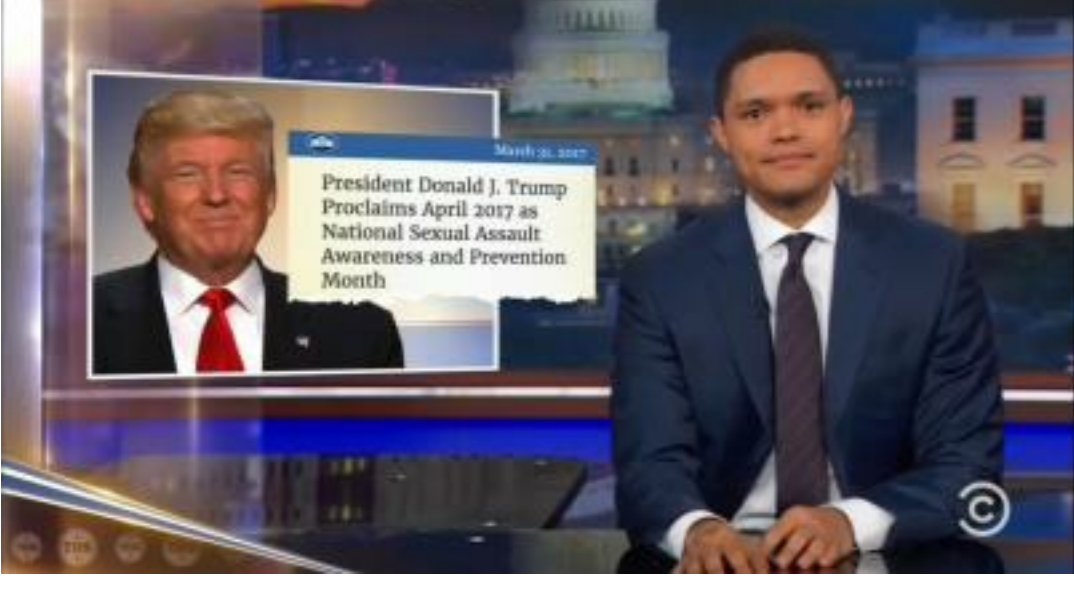 March 31, 2017
President Donald J. Trump
Proclaims April 2017 as
National Sexual Assault
Awareness and Prevention
Month